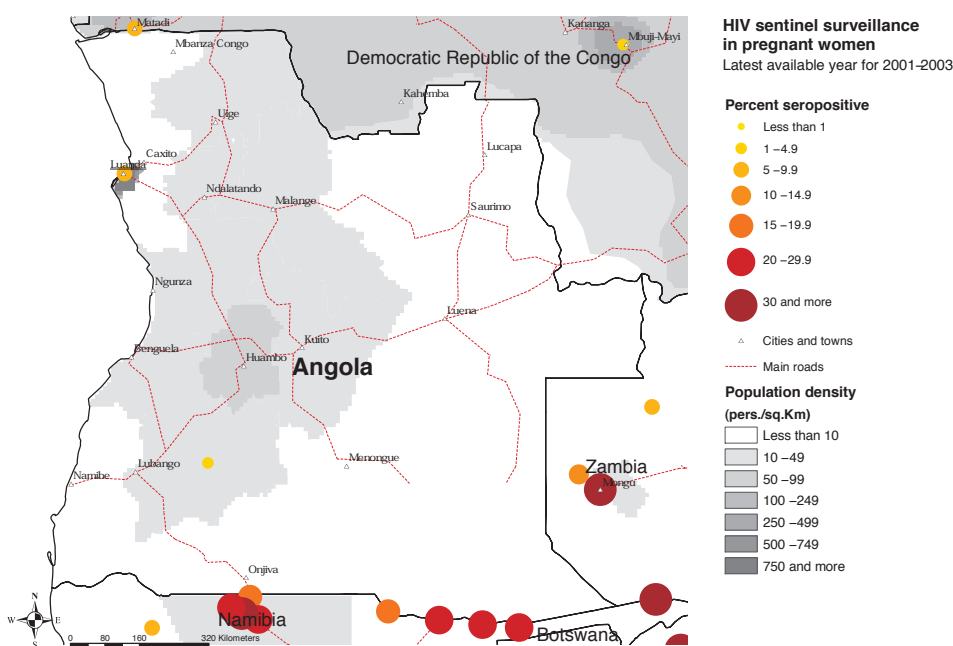 HIV sentinel surveillance
in pregnant women
Latest available year for 2001–2003
Percent seropositive
Less than 1
1 –4.9
5 –9.9
10 –14.9
15 –19.9
20 –29.9
30 and more
Cities and towns
Main roads
Population density
(pers./sq.Km)
Less than 10
10 –49
50 –99
100 –249
250 –499
500 –749
750 and more
Matadi
Mbanza Congo
Kananga
Mbuji-Mayi
Democratic Republic of the Congo
Kahemba
Uige
Caxito
Luanda
Lucapa
Ndalatando
Malange
Saurimo
Ngunza
Luena
Benguela
Kuito
Huambo
Angola
Lubango
Menongue
Namibe
Zambia
Mongu
Onjiva
Namibia
Botswana
N
W
E
S
0 80 160 320 Kilometers